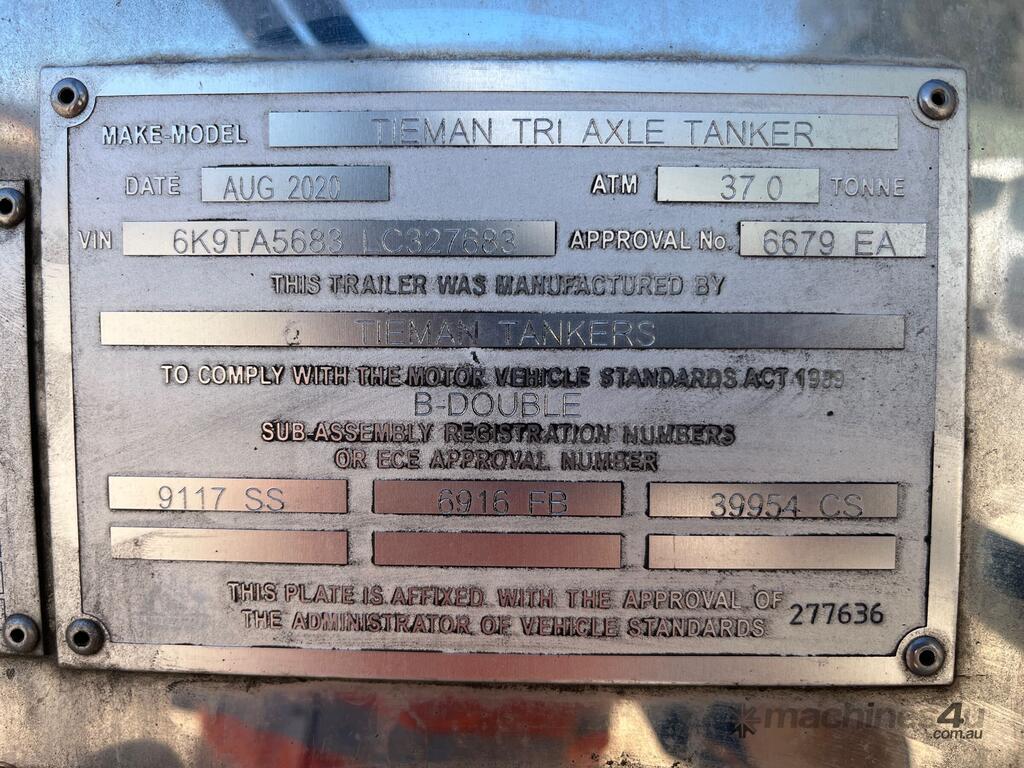 MAKE-MODEL TIEMAN TRI AXLE TANKER
DATE AUG 2020 ATM 37.0 TONNE
VIN 6K9TA5683 LC327683 APPROVAL No. 6679 EA
THIS TRAILER WAS MANUFACTURED BY
TIEMAN TANKERS
TO COMPLY WITH THE MOTOR VEHICLE STANDARDS ACT 1989
B-DOUBLE
SUB-ASSEMBLY REGISTRATION NUMBERS
OR ECE APPROVAL NUMBER
9117 SS 6916 FB 39954 CS
THIS PLATE IS AFFIXED WITH THE APPROVAL OF
THE ADMINISTRATOR OF VEHICLE STANDARDS 277636
machines4u
.com.au